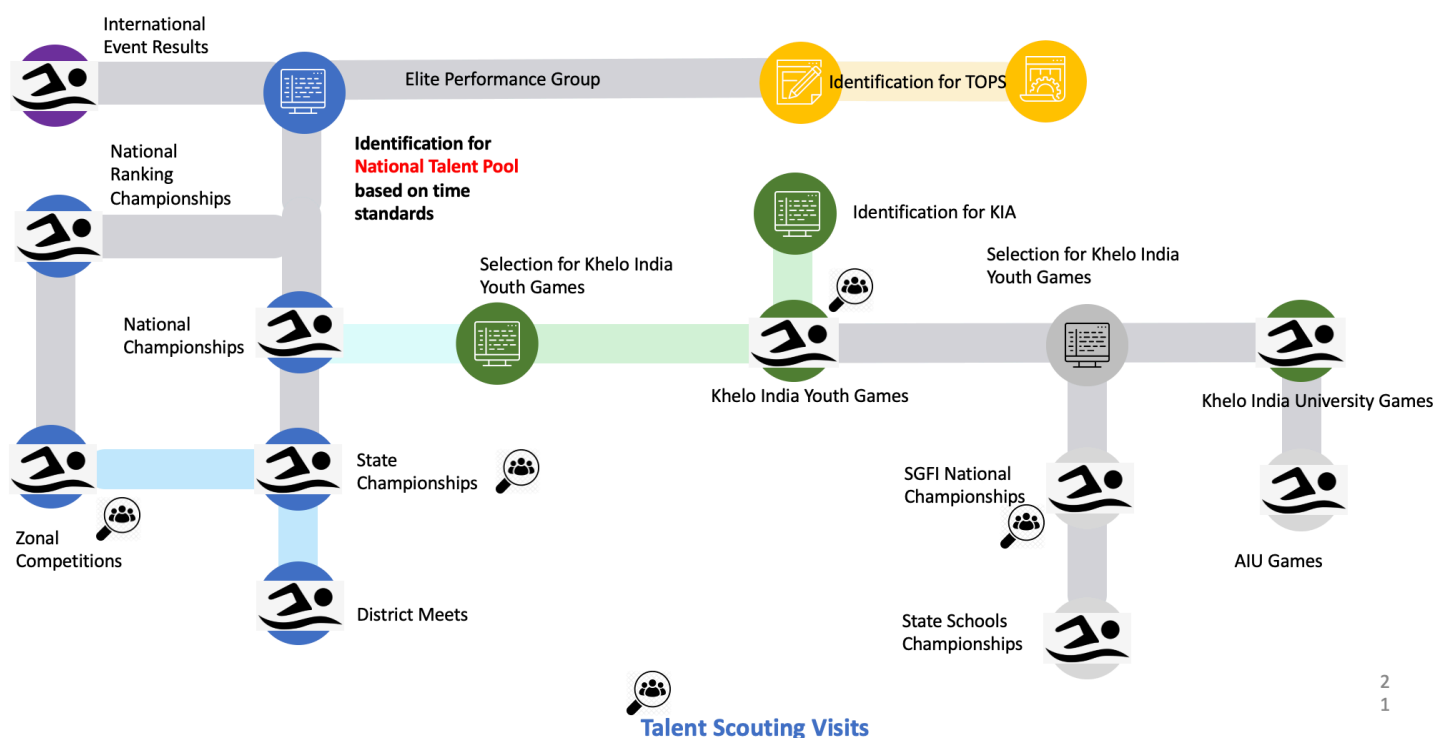 International
Event Results
Elite Performance Group
Identification for TOPS
National
Ranking
Championships
Identification for
National Talent Pool
based on time
standards
Identification for KIA
Selection for Khelo India
Youth Games
Selection for Khelo India
Youth Games
National
Championships
Khelo India Youth Games
Khelo India University Games
State
Championships
SGFI National
Championships
Zonal
Competitions
AIU Games
District Meets
State Schools
Championships
2
1
Talent Scouting Visits